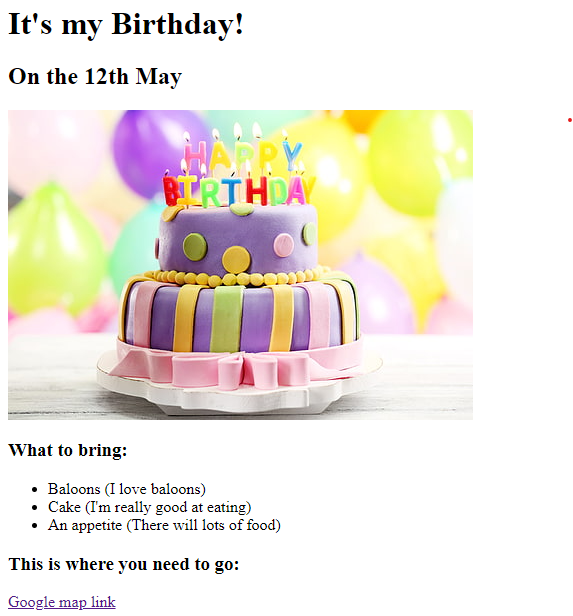 It's my Birthday!
On the 12th May
HAPPY
BIRTHDAY
What to bring:
Baloons (I love baloons)
Cake (I'm really good at eating)
An appetite (There will lots of food)
This is where you need to go:
Google map link